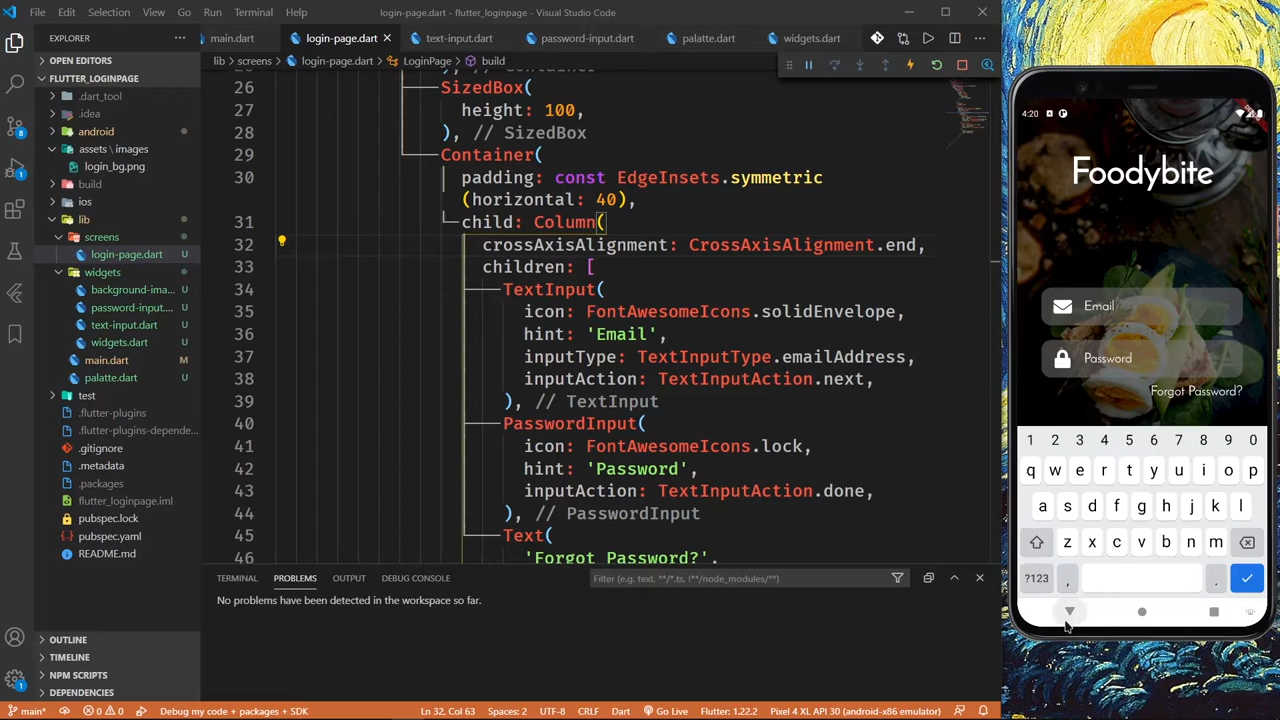 File Edit Selection View Go Run Terminal Help
login-page.dart - flutter_loginpage - Visual Studio Code
EXPLORER
OPEN EDITORS
FLUTTER_LOGINPAGE
.dart_tool
.idea
android
assets \ images
login_bg.png
build
ios
lib
screens
login-page.dart U
widgets
background-ima... U
password-input.... U
text-input.dart U
widgets.dart U
main.dart M
palatte.dart U
test
.flutter-plugins
.flutter-plugins-depende...
.gitignore
.metadata
.packages
flutter_loginpage.iml
pubspec.lock
pubspec.yaml
README.md
OUTLINE
TIMELINE
NPM SCRIPTS
DEPENDENCIES
8
1
1
main.dart login-page.dart text-input.dart password-input.dart palatte.dart widgets.dart
lib > screens > login-page.dart > LoginPage > build
26 SizedBox(
27 height: 100,
28 ), // SizedBox
29 Container(
30 padding: const EdgeInsets.symmetric
(horizontal: 40),
31 child: Column(
32 crossAxisAlignment: CrossAxisAlignment.end,
33 children: [
34 TextInput(
35 icon: FontAwesomeIcons.solidEnvelope,
36 hint: 'Email',
37 inputType: TextInputType.emailAddress,
38 inputAction: TextInputAction.next,
39 ), // TextInput
40 PasswordInput(
41 icon: FontAwesomeIcons.lock,
42 hint: 'Password',
43 inputAction: TextInputAction.done,
44 ), // PasswordInput
45 Text(
46 'Forgot Password?',
TERMINAL PROBLEMS OUTPUT DEBUG CONSOLE
Filter (e.g. text, **/*.ts, !**/node_modules/**)
No problems have been detected in the workspace so far.
main* 0 0 Debug my code + packages + SDK
Ln 32, Col 63 Spaces: 2 UTF-8 CRLF Dart Go Live Flutter: 1.22.2 Pixel 4 XL API 30 (android-x86 emulator)
4:20
Foodybite
Email
Password
Forgot Password?
1 2 3 4 5 6 7 8 9 0
q w e r t y u i o p
a s d f g h j k l
z x c v b n m
?123 , .